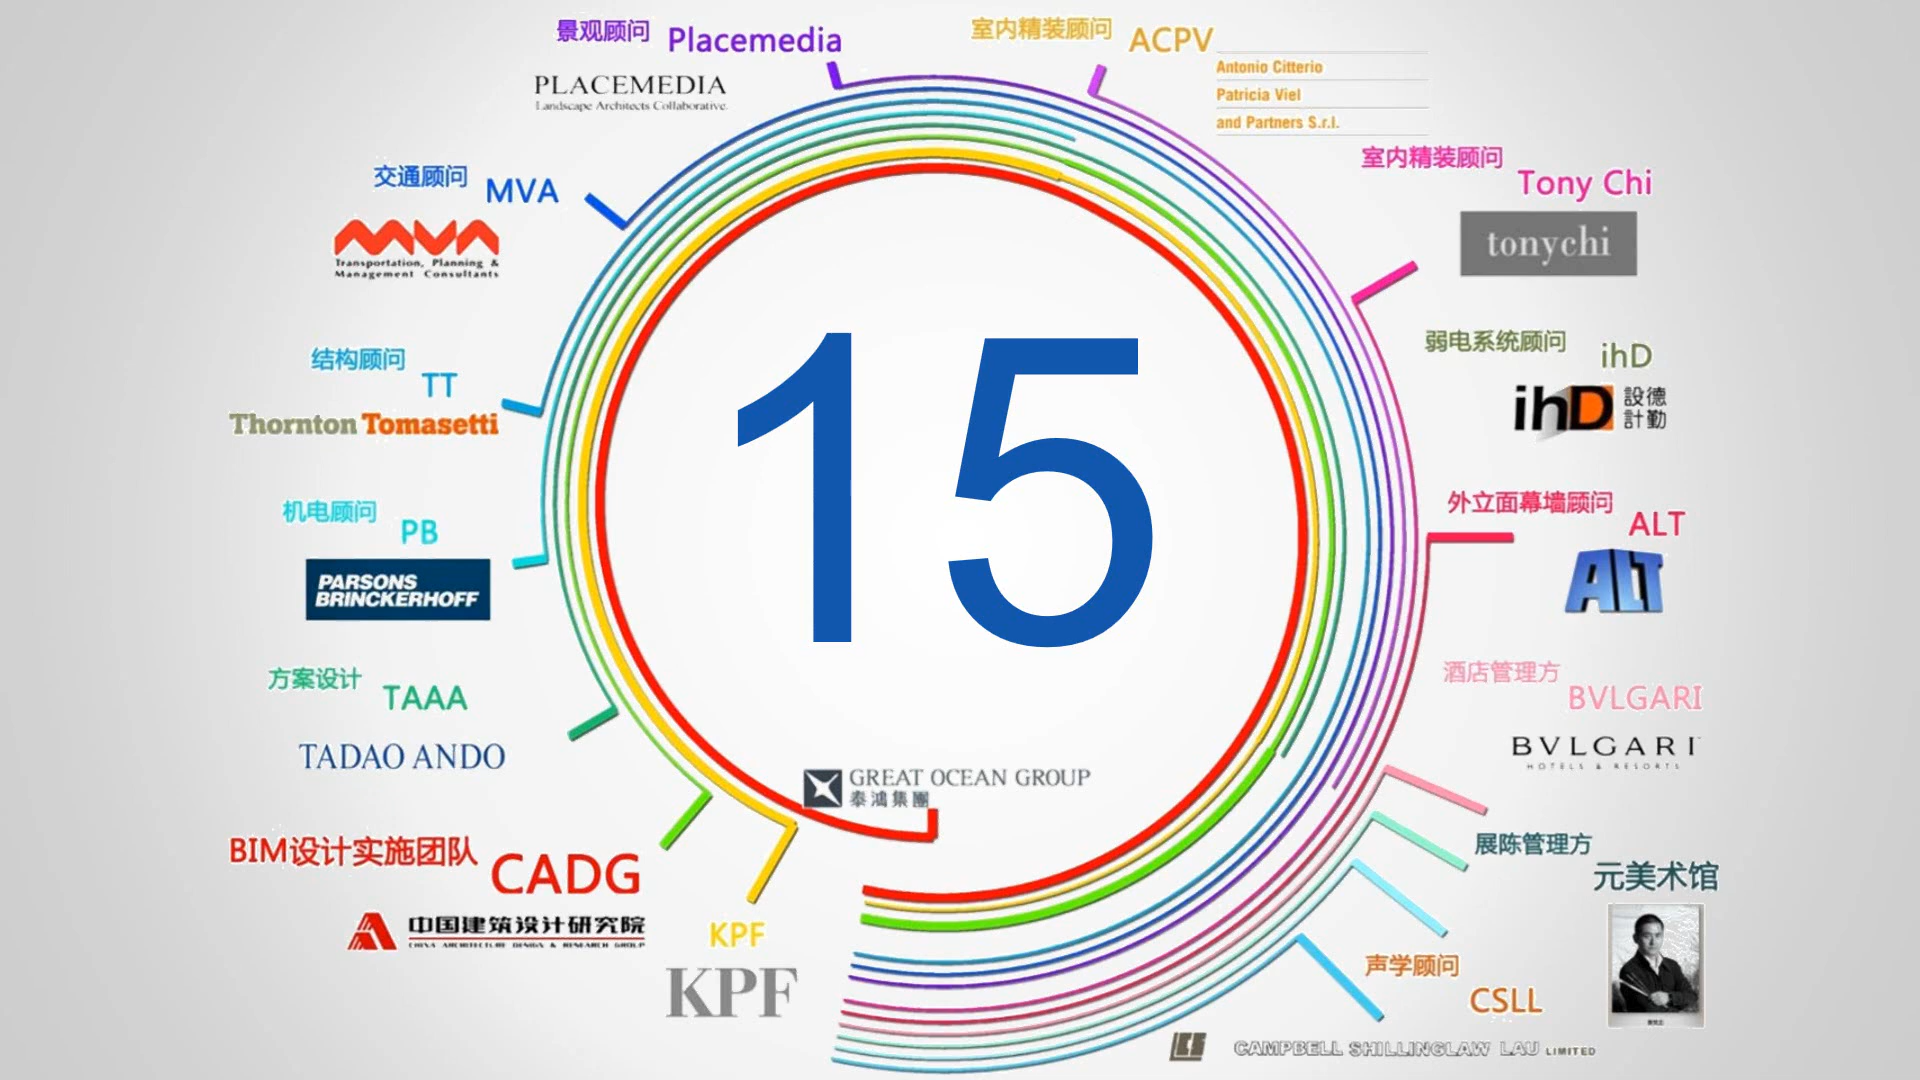 景观顾问 Placemedia
PLACEMEDIA
Landscape Architects Collaborative.
室内精装顾问 ACPV
Antonio Citterio
Patricia Viel
and Partners S.r.l.
交通顾问 MVA
MVA
Transportation, Planning &
Management Consultants
室内精装顾问 Tony Chi
tonychi
结构顾问 TT
Thornton Tomasetti
弱电系统顾问 ihD
ihD 設德
計勤
15
机电顾问 PB
PARSONS
BRINCKERHOFF
外立面幕墙顾问 ALT
ALT
方案设计 TAAA
TADAO ANDO
酒店管理方 BVLGARI
BVLGARI
HOTELS & RESORTS
GREAT OCEAN GROUP
泰鴻集團
BIM设计实施团队 CADG
中国建筑设计研究院
CHINA ARCHITECTURE DESIGN & RESEARCH GROUP
KPF
KPF
展陈管理方
元美术馆
声学顾问 CSLL
CAMPBELL SHILLINGLAW LAU LIMITED